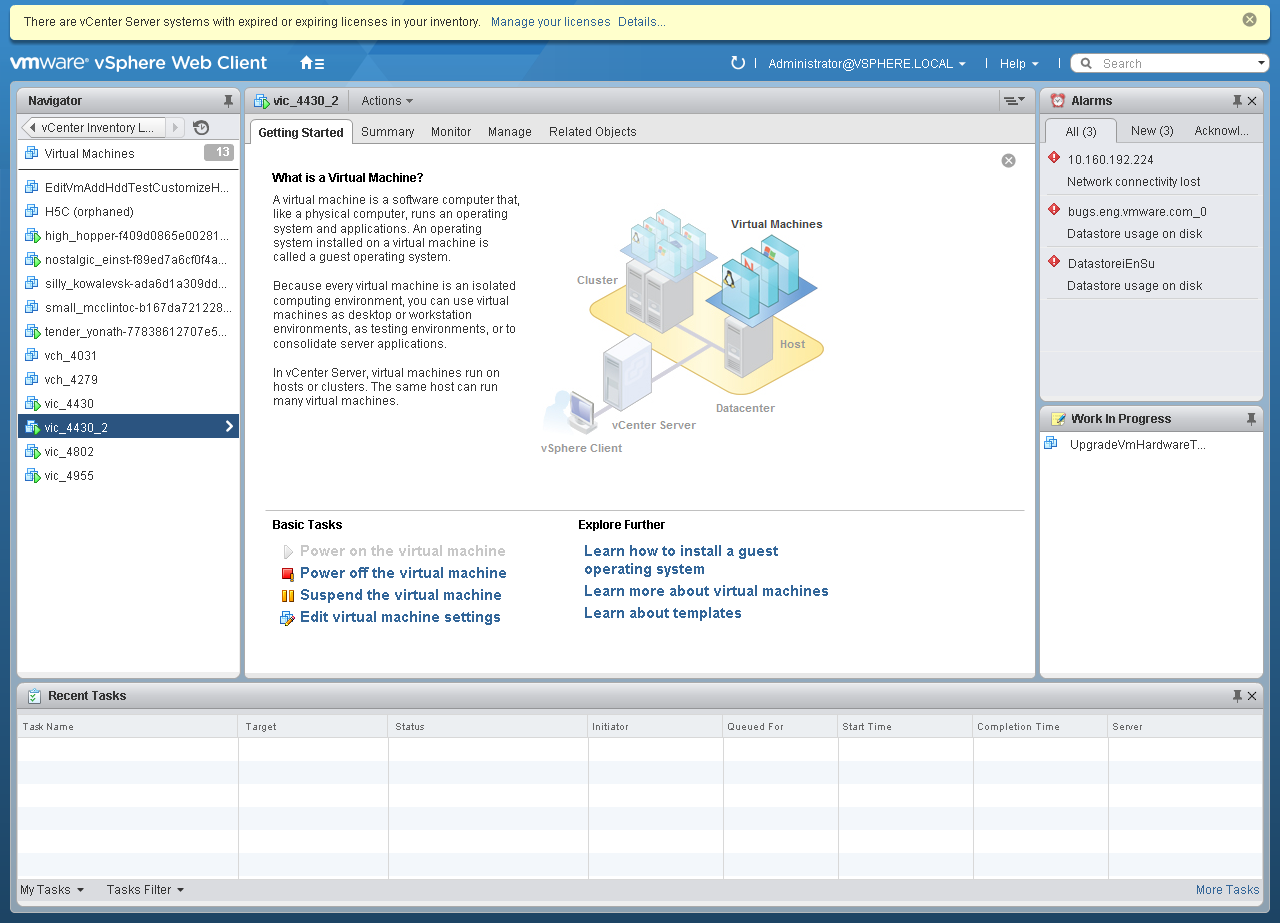 There are vCenter Server systems with expired or expiring licenses in your inventory. Manage your licenses Details...
vmware® vSphere Web Client
Administrator@VSPHERE.LOCAL
Help
Search
Navigator
vCenter Inventory L...
Virtual Machines 13
EditVmAddHddTestCustomizeH...
H5C (orphaned)
high_hopper-f409d0865e00281...
nostalgic_einst-f89ed7a6cf0f4a...
silly_kowalevsk-ada6d1a309dd...
small_mcclintoc-b167da721228...
tender_yonath-77838612707e5...
vch_4031
vch_4279
vic_4430
vic_4430_2
vic_4802
vic_4955
vic_4430_2 Actions
Getting Started Summary Monitor Manage Related Objects
What is a Virtual Machine?
A virtual machine is a software computer that,
like a physical computer, runs an operating
system and applications. An operating
system installed on a virtual machine is
called a guest operating system.
Because every virtual machine is an isolated
computing environment, you can use virtual
machines as desktop or workstation
environments, as testing environments, or to
consolidate server applications.
In vCenter Server, virtual machines run on
hosts or clusters. The same host can run
many virtual machines.
Virtual Machines
Cluster
Host
Datacenter
vCenter Server
vSphere Client
Basic Tasks
Power on the virtual machine
Power off the virtual machine
Suspend the virtual machine
Edit virtual machine settings
Explore Further
Learn how to install a guest
operating system
Learn more about virtual machines
Learn about templates
Alarms
All (3) New (3) Acknowl...
10.160.192.224
Network connectivity lost
bugs.eng.vmware.com_0
Datastore usage on disk
DatastoreiEnSu
Datastore usage on disk
Work In Progress
UpgradeVmHardwareT...
Recent Tasks
Task Name Target Status Initiator Queued For Start Time Completion Time Server
My Tasks Tasks Filter More Tasks